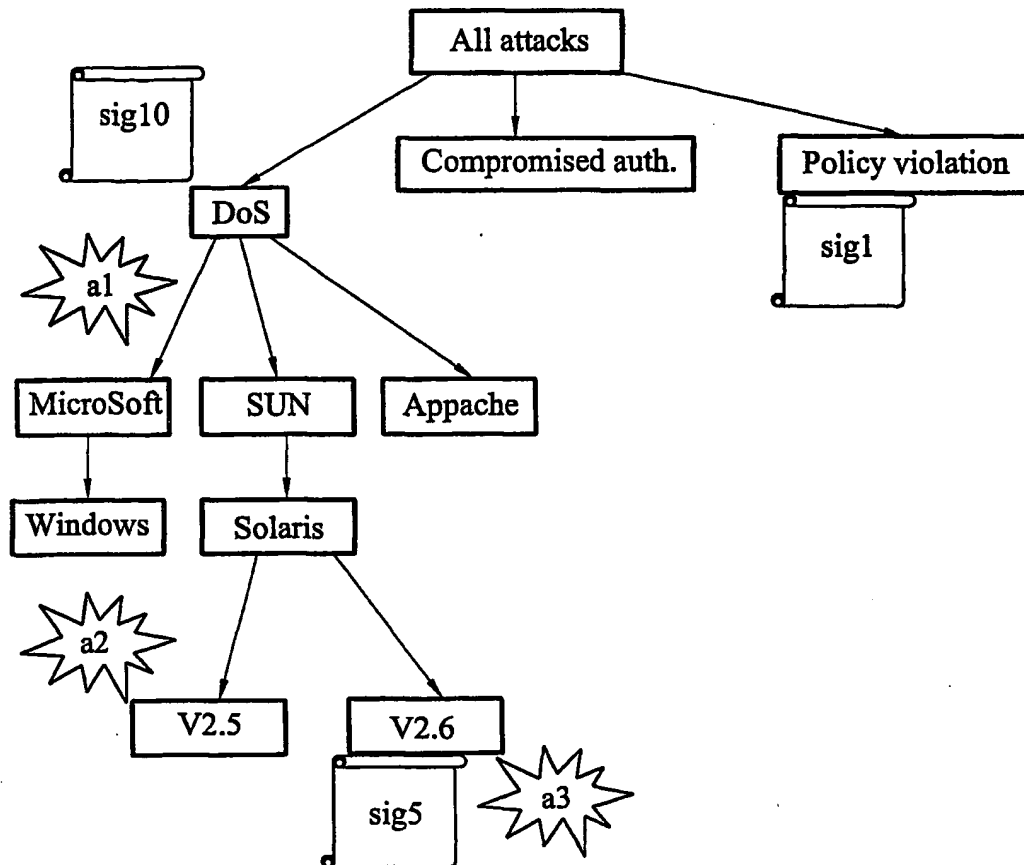 All attacks
sig10
Compromised auth.
Policy violation
DoS
sig1
a1
MicroSoft
SUN
Appache
Windows
Solaris
a2
V2.5
V2.6
sig5
a3